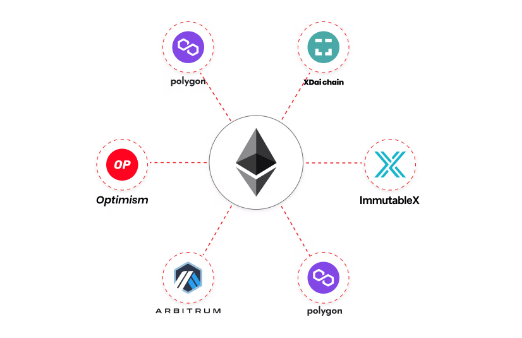 polygon
XDai chain
OP
Optimism
ImmutableX
ARBITRUM
polygon